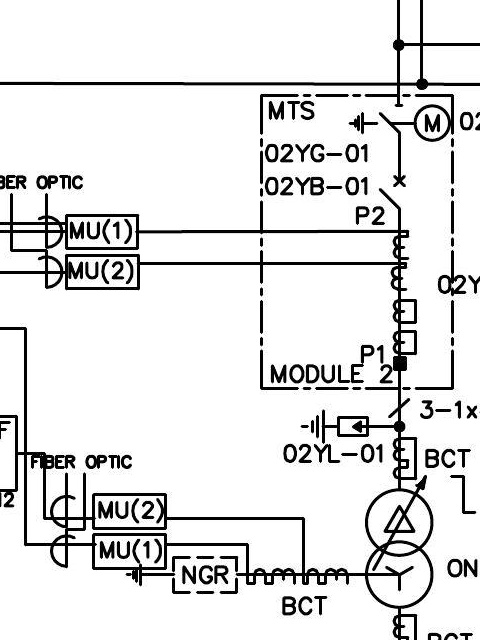 MTS
M
02
02YG-01
02YB-01
BER OPTIC
P2
MU(1)
MU(2)
02Y
P1
MODULE 2
3-1x
F
02YL-01
FIBER OPTIC
BCT
12
MU(2)
MU(1)
NGR
ON
BCT
BCT